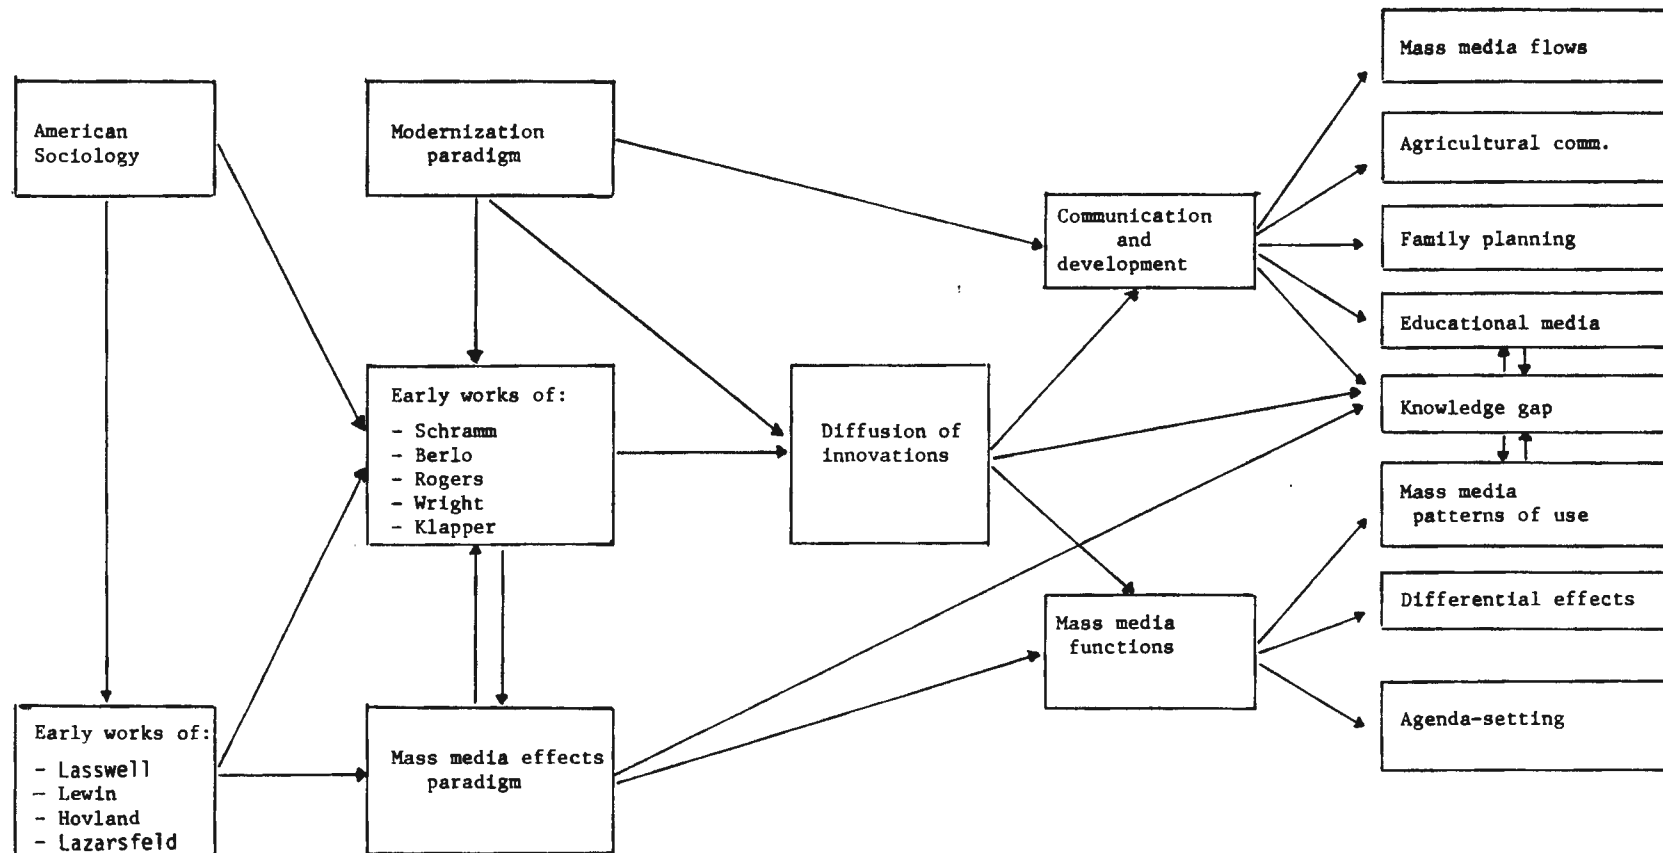 American
Sociology
Early works of:
- Lasswell
- Lewin
- Hovland
- Lazarsfeld
Modernization
paradigm
Early works of:
- Schramm
- Berlo
- Rogers
- Wright
- Klapper
Mass media effects
paradigm
Diffusion of
innovations
Communication
and
development
Mass media
functions
Mass media flows
Agricultural comm.
Family planning
Educational media
Knowledge gap
Mass media
patterns of use
Differential effects
Agenda-setting